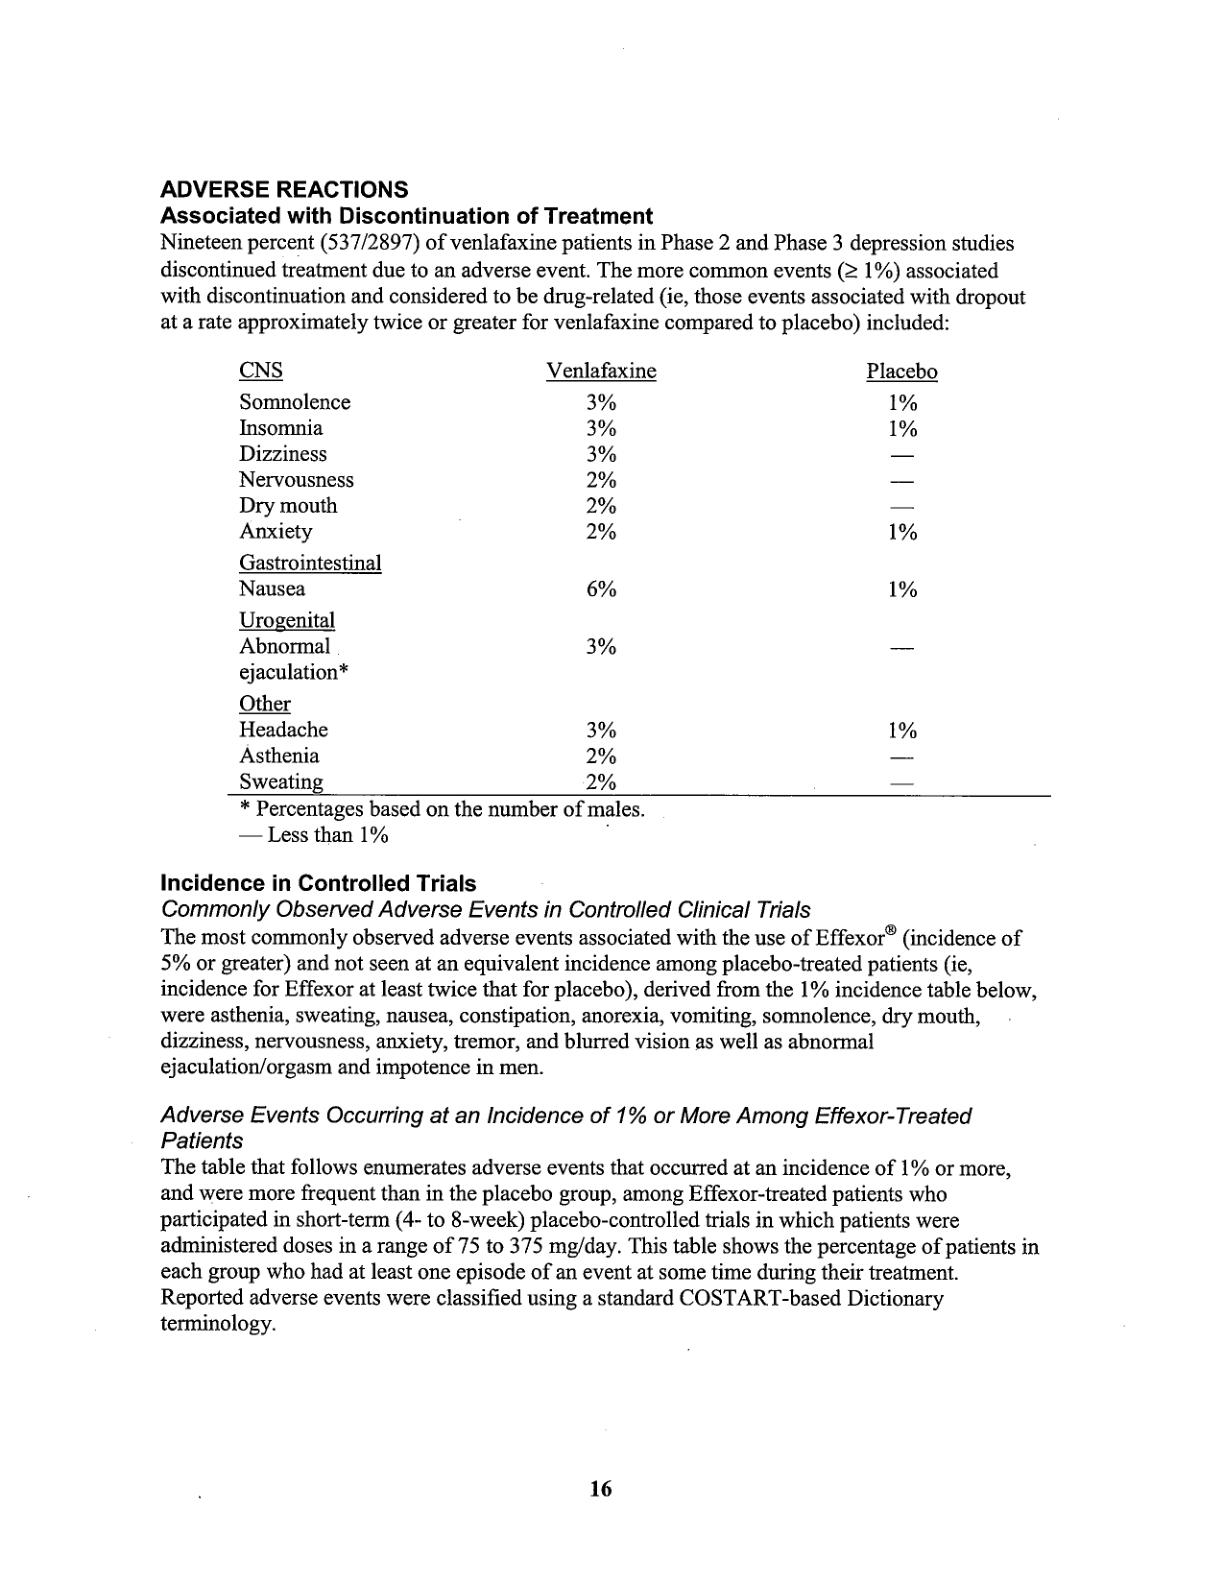 ADVERSE REACTIONS
Associated with Discontinuation of Treatment
Nineteen percent (537/2897) of venlafaxine patients in Phase 2 and Phase 3 depression studies
discontinued treatment due to an adverse event. The more common events (≥ 1%) associated
with discontinuation and considered to be drug-related (ie, those events associated with dropout
at a rate approximately twice or greater for venlafaxine compared to placebo) included:
CNS Venlafaxine Placebo
Somnolence 3% 1%
Insomnia 3% 1%
Dizziness 3% —
Nervousness 2% —
Dry mouth 2% —
Anxiety 2% 1%
Gastrointestinal
Nausea 6% 1%
Urogenital
Abnormal 3% —
ejaculation*
Other
Headache 3% 1%
Asthenia 2% —
Sweating 2% —
* Percentages based on the number of males.
— Less than 1%
Incidence in Controlled Trials
Commonly Observed Adverse Events in Controlled Clinical Trials
The most commonly observed adverse events associated with the use of Effexor® (incidence of
5% or greater) and not seen at an equivalent incidence among placebo-treated patients (ie,
incidence for Effexor at least twice that for placebo), derived from the 1% incidence table below,
were asthenia, sweating, nausea, constipation, anorexia, vomiting, somnolence, dry mouth,
dizziness, nervousness, anxiety, tremor, and blurred vision as well as abnormal
ejaculation/orgasm and impotence in men.
Adverse Events Occurring at an Incidence of 1% or More Among Effexor-Treated
Patients
The table that follows enumerates adverse events that occurred at an incidence of 1% or more,
and were more frequent than in the placebo group, among Effexor-treated patients who
participated in short-term (4- to 8-week) placebo-controlled trials in which patients were
administered doses in a range of 75 to 375 mg/day. This table shows the percentage of patients in
each group who had at least one episode of an event at some time during their treatment.
Reported adverse events were classified using a standard COSTART-based Dictionary
terminology.
16